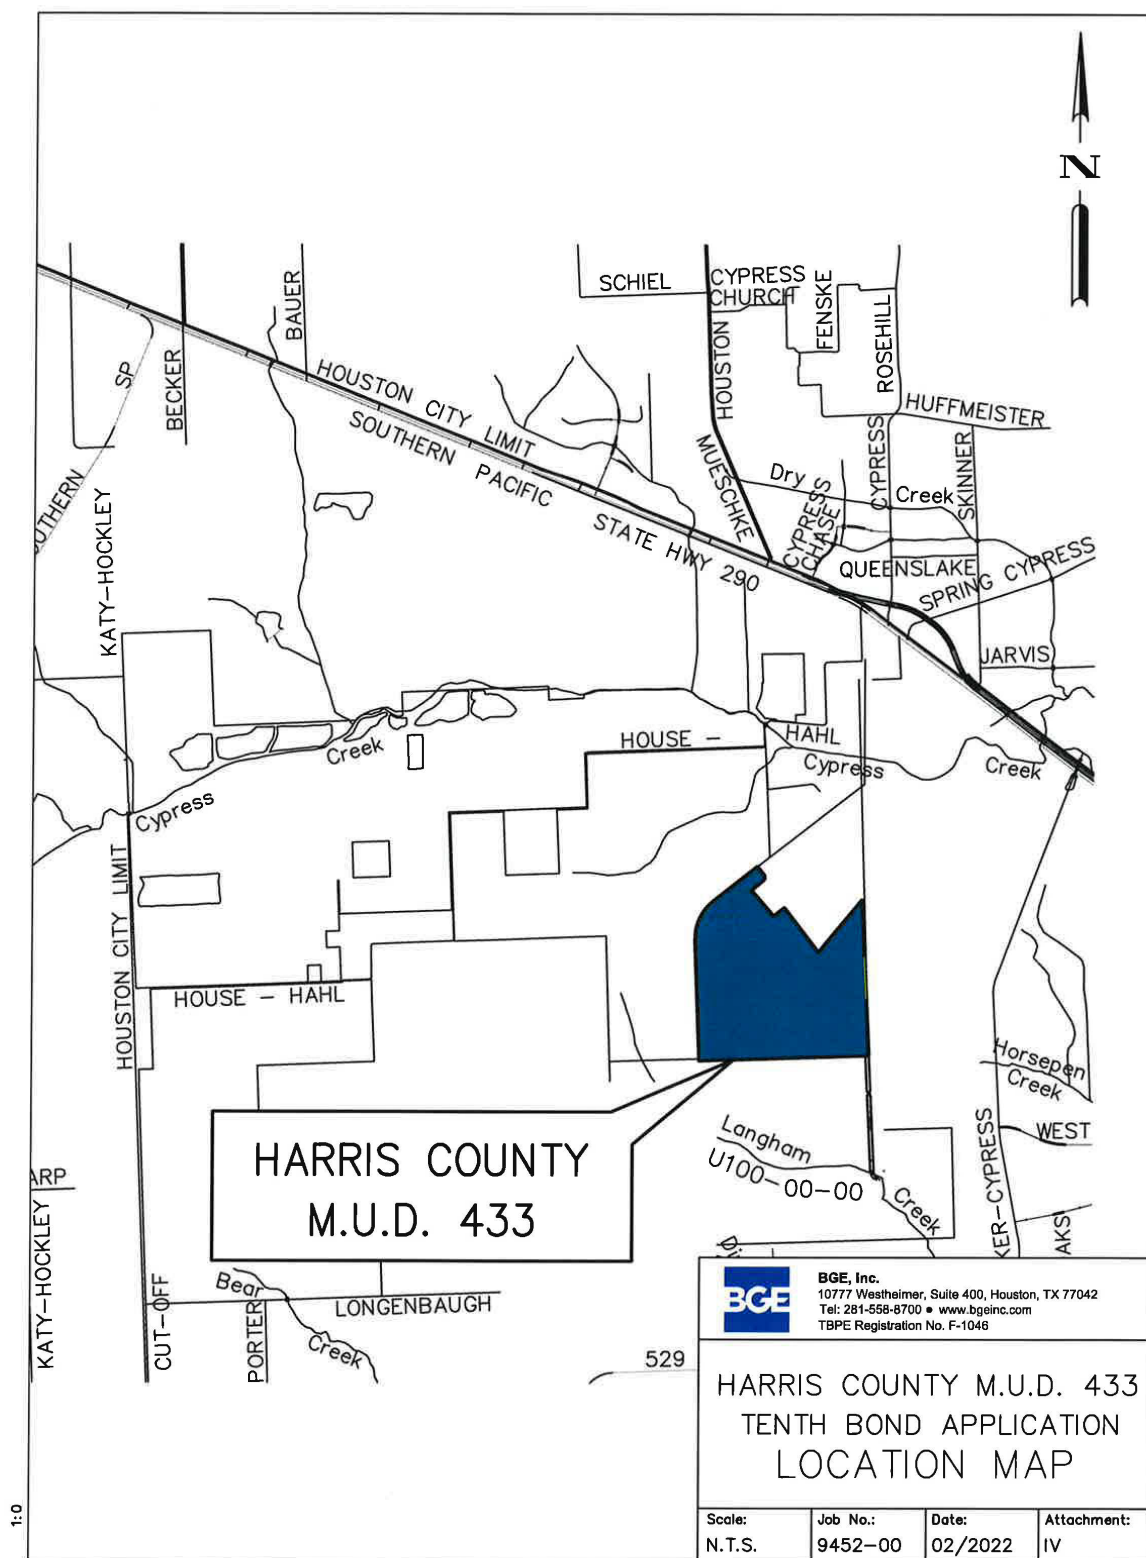 N
SCHIEL
CYPRESS
CHURCH
FENSKE
ROSEHILL
BAUER
BECKER
SP
HOUSTON CITY LIMIT
SOUTHERN PACIFIC
STATE HWY 290
HOUSTON
MUESCHKE
HUFFMEISTER
CYPRESS
SKINNER
Dry
Creek
CYPRESS
CHASE
QUEENSLAKE
SPRING CYPRESS
JARVIS
UTHERN
KATY-HOCKLEY
HOUSE -
HAHL
Cypress
Creek
Creek
Cypress
HOUSTON CITY LIMIT
HOUSE - HAHL
Horsepen
Creek
WEST
KER-CYPRESS
AKS
Langham
U100-00-00
Creek
HARRIS COUNTY
M.U.D. 433
ARP
KATY-HOCKLEY
CUT-OFF
Bear
Creek
PORTER
LONGENBAUGH
529
BGE
BGE, Inc.
10777 Westheimer, Suite 400, Houston, TX 77042
Tel: 281-558-8700 ● www.bgeinc.com
TBPE Registration No. F-1046
HARRIS COUNTY M.U.D. 433
TENTH BOND APPLICATION
LOCATION MAP
Scale:
N.T.S.
Job No.:
9452-00
Date:
02/2022
Attachment:
IV
1:0